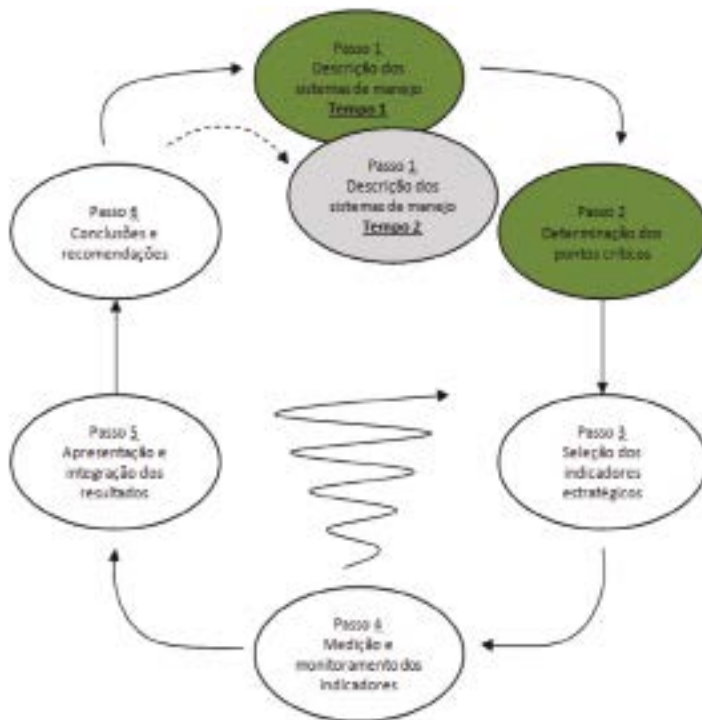 Passo 1
Descrição dos
sistemas de manejo
Tempo 1
Passo 1
Descrição dos
sistemas de manejo
Tempo 2
Passo 2
Determinação dos
pontos críticos
Passo 3
Seleção dos
indicadores
estratégicos
Passo 4
Medição e
monitoramento dos
indicadores
Passo 5
Apresentação e
integração dos
resultados
Passo 6
Conclusões e
recomendações